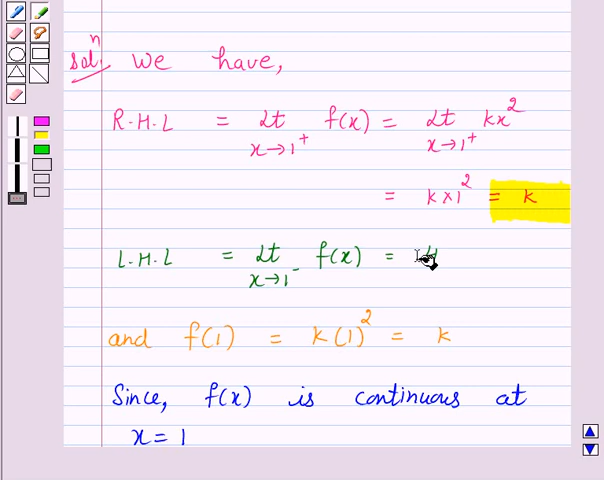 Solⁿ. We have,
R.H.L = Lt x→1⁺ f(x) = Lt x→1⁺ kx²
= k×1² = k
L.H.L = Lt x→1⁻ f(x) =
and f(1) = k(1)² = k
Since, f(x) is continuous at
x=1